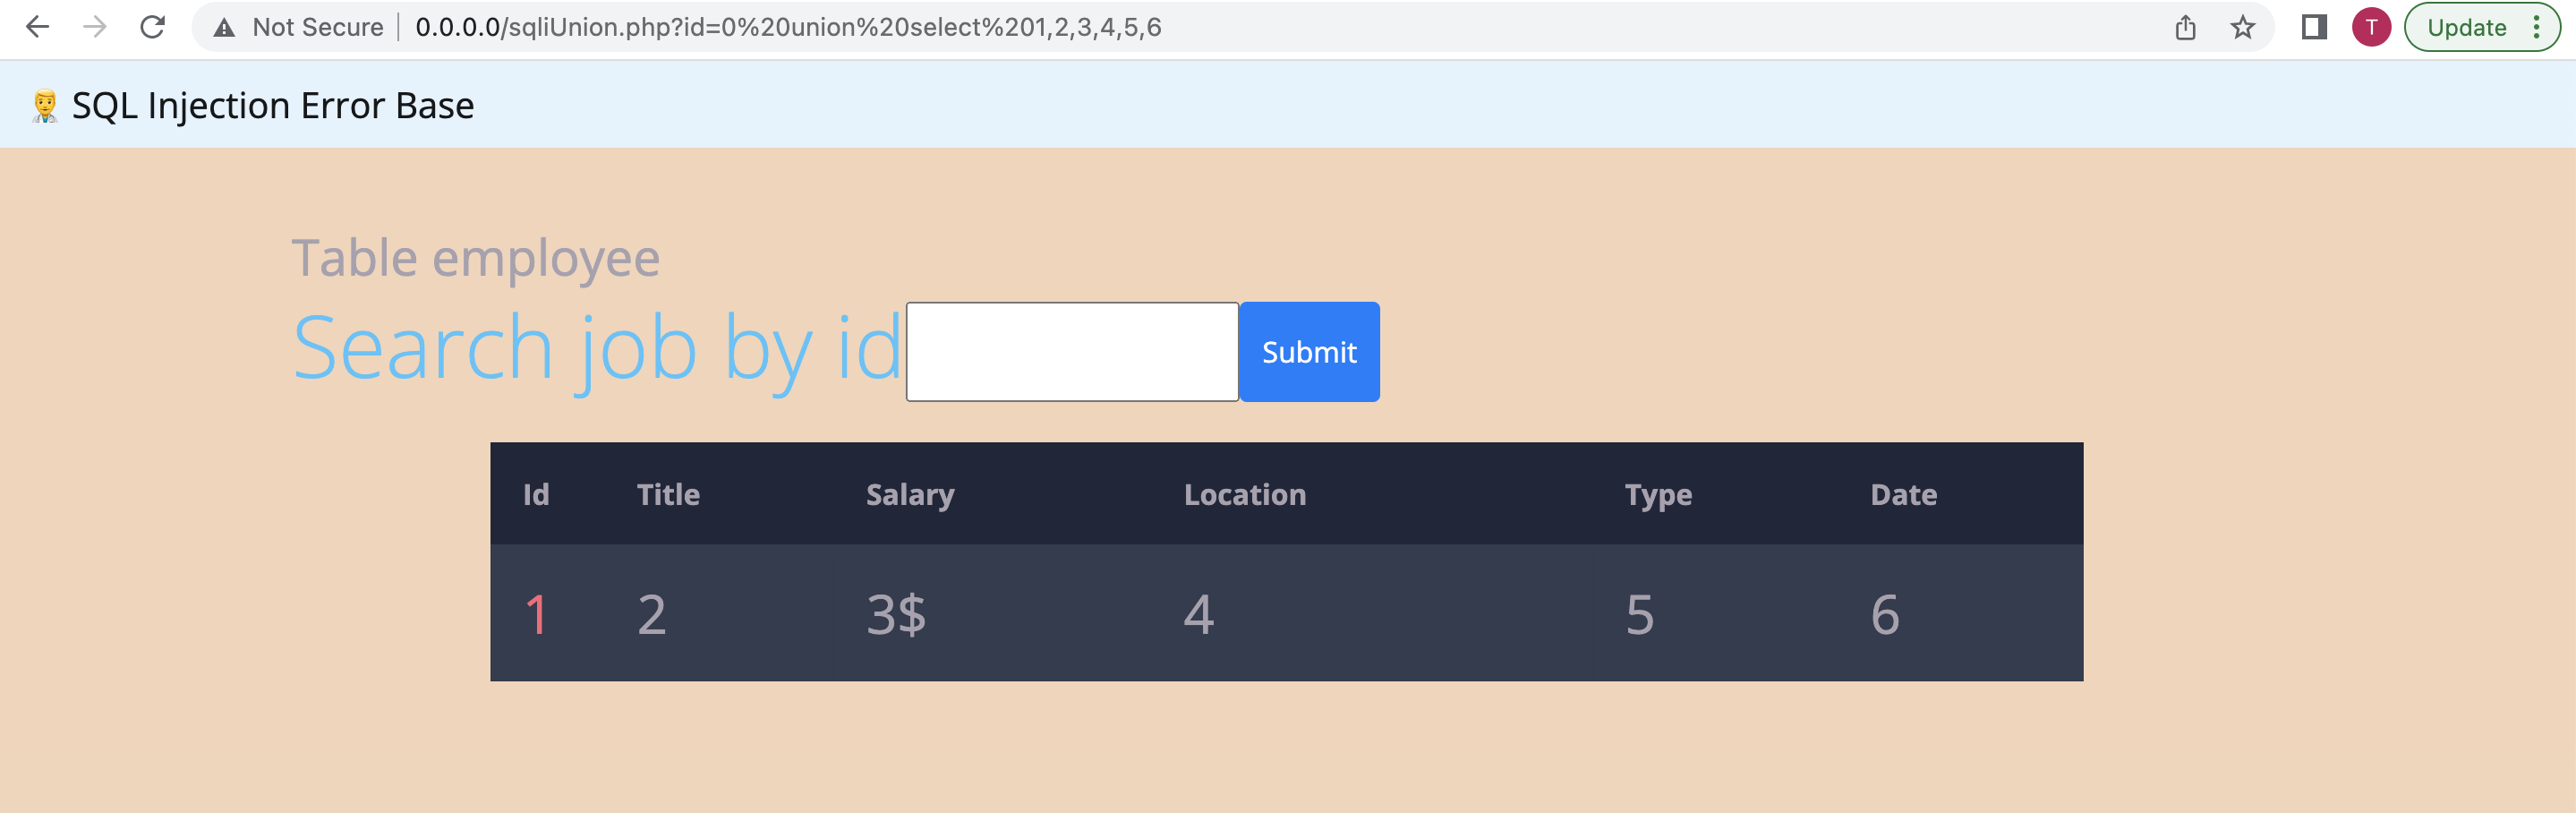 Not Secure 0.0.0.0/sqliUnion.php?id=0%20union%20select%201,2,3,4,5,6 T Update
SQL Injection Error Base
Table employee
Search job by id Submit
Id Title Salary Location Type Date
1 2 3$ 4 5 6